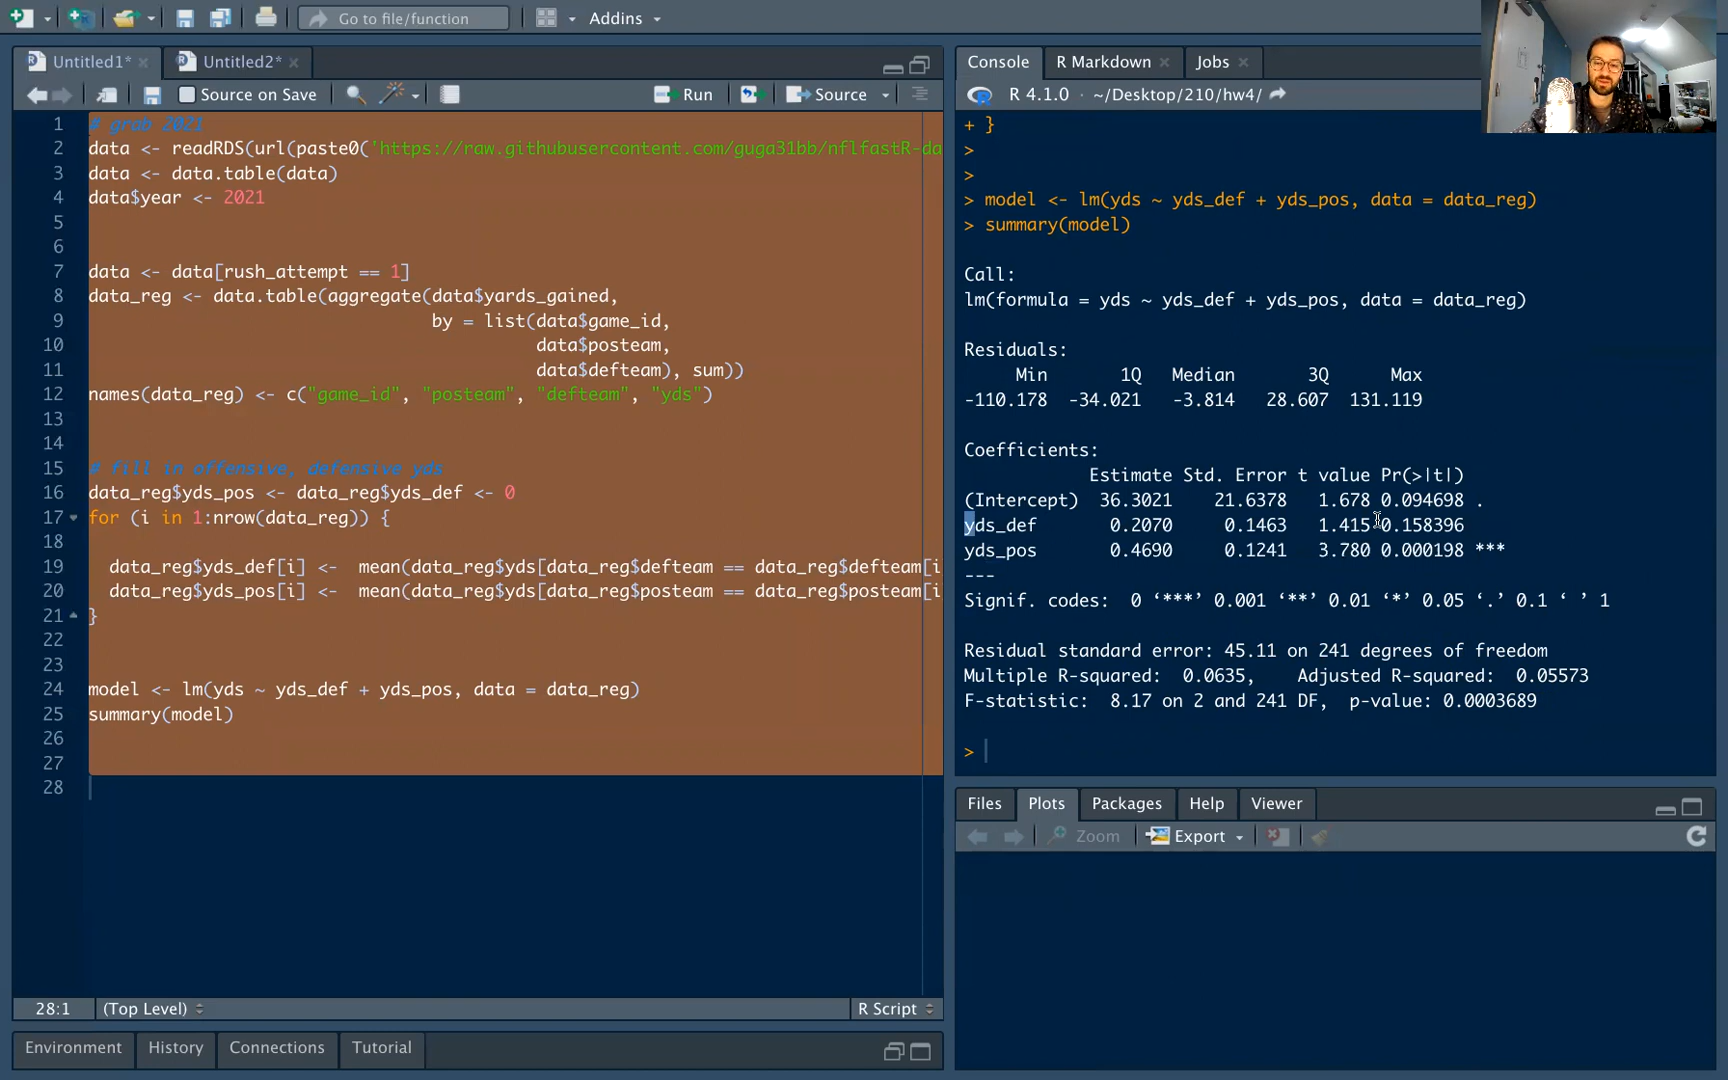 Go to file/function
Addins
Untitled1*
Untitled2*
Source on Save
Run
Source
1 # grab 2021
2 data <- readRDS(url(paste0('https://raw.githubusercontent.com/guga31bb/nflfastR-da
3 data <- data.table(data)
4 data$year <- 2021
5
6
7 data <- data[rush_attempt == 1]
8 data_reg <- data.table(aggregate(data$yards_gained,
9 by = list(data$game_id,
10 data$posteam,
11 data$defteam), sum))
12 names(data_reg) <- c("game_id", "posteam", "defteam", "yds")
13
14
15 # fill in offensive, defensive yds
16 data_reg$yds_pos <- data_reg$yds_def <- 0
17 for (i in 1:nrow(data_reg)) {
18
19 data_reg$yds_def[i] <- mean(data_reg$yds[data_reg$defteam == data_reg$defteam[i
20 data_reg$yds_pos[i] <- mean(data_reg$yds[data_reg$posteam == data_reg$posteam[i
21 }
22
23
24 model <- lm(yds ~ yds_def + yds_pos, data = data_reg)
25 summary(model)
26
27
28
28:1 (Top Level) R Script
Environment History Connections Tutorial
Console R Markdown Jobs
R 4.1.0 · ~/Desktop/210/hw4/
+ }
>
>
> model <- lm(yds ~ yds_def + yds_pos, data = data_reg)
> summary(model)
Call:
lm(formula = yds ~ yds_def + yds_pos, data = data_reg)
Residuals:
Min 1Q Median 3Q Max
-110.178 -34.021 -3.814 28.607 131.119
Coefficients:
Estimate Std. Error t value Pr(>|t|)
(Intercept) 36.3021 21.6378 1.678 0.094698 .
yds_def 0.2070 0.1463 1.415 0.158396
yds_pos 0.4690 0.1241 3.780 0.000198 ***
---
Signif. codes: 0 ‘***’ 0.001 ‘**’ 0.01 ‘*’ 0.05 ‘.’ 0.1 ‘ ’ 1
Residual standard error: 45.11 on 241 degrees of freedom
Multiple R-squared: 0.0635, Adjusted R-squared: 0.05573
F-statistic: 8.17 on 2 and 241 DF, p-value: 0.0003689
>
Files Plots Packages Help Viewer
Zoom Export